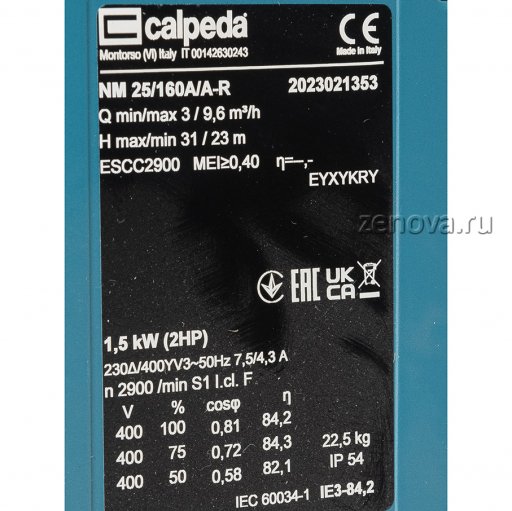 calpeda®
Montorso (VI) Italy IT 00142630243
CE
Made in Italy
NM 25/160A/A-R 2023021353
Q min/max 3 / 9,6 m³/h
H max/min 31 / 23 m
ESCC2900 MEI≥0,40 η=--,-
EYXYKRY
zenova.ru
EAC UK CA
1,5 kW (2HP)
230Δ/400YV3~50Hz 7,5/4,3 A
n 2900 /min S1 I.cl. F
V % cosφ η
400 100 0,81 84,2
400 75 0,72 84,3 22,5 kg
400 50 0,58 82,1 IP 54
IEC 60034-1 IE3-84,2